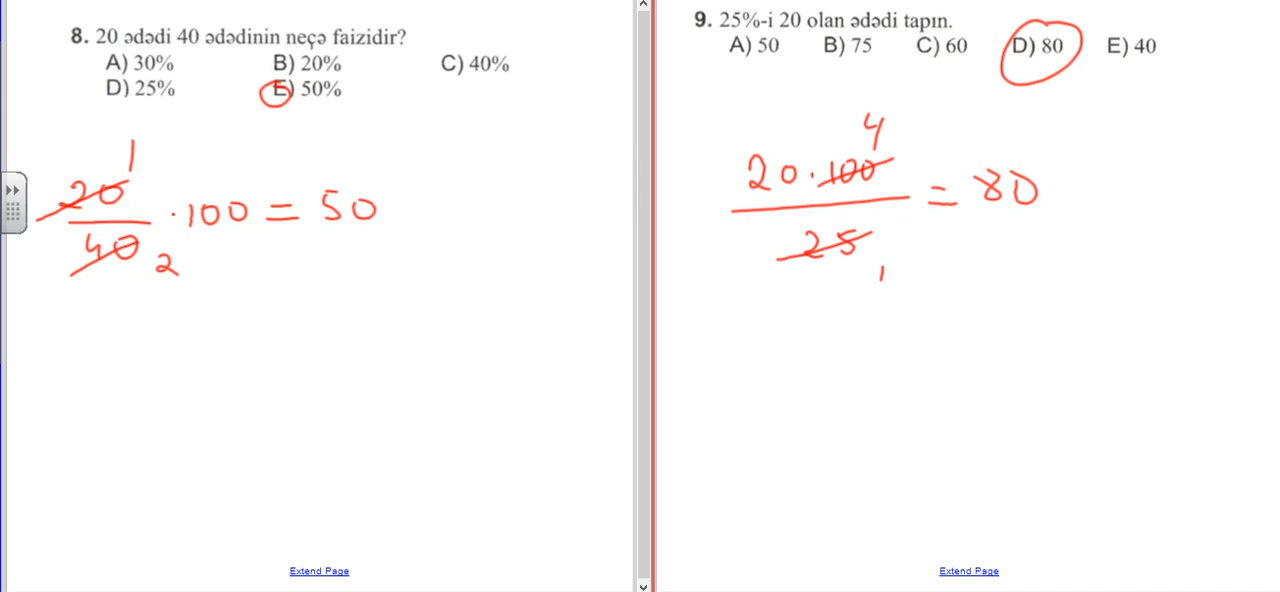 8. 20 ədədi 40 ədədinin neçə faizidir?
A) 30% B) 20% C) 40%
D) 25% E) 50%
1
20
40
2
· 100 = 50
Extend Page
9. 25%-i 20 olan ədədi tapın.
A) 50 B) 75 C) 60 D) 80 E) 40
4
20 · 100
25
1
= 80
Extend Page